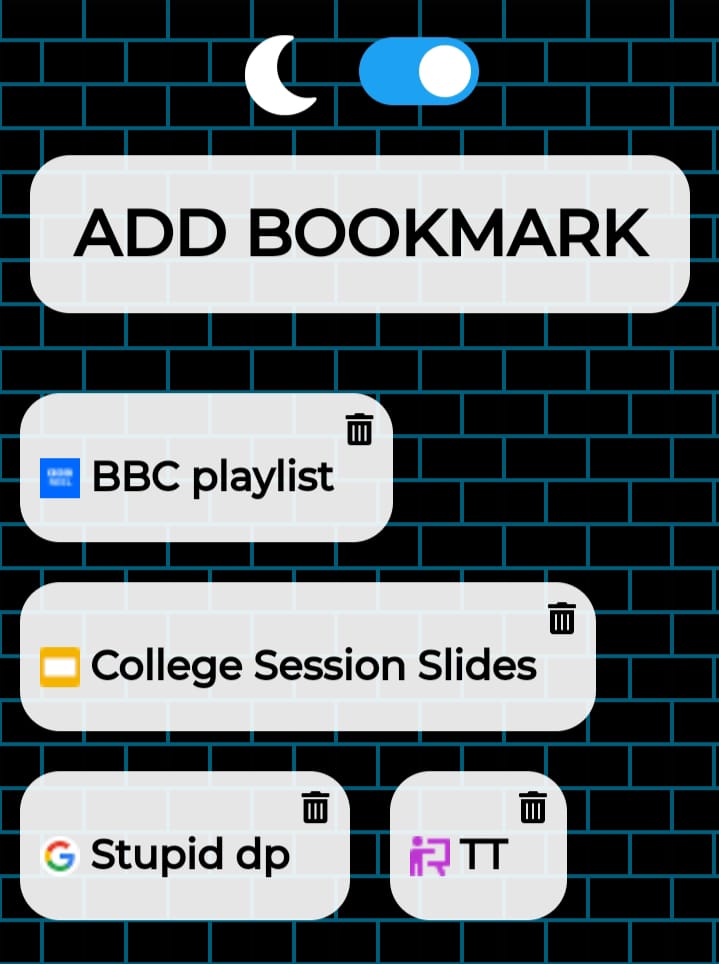 ADD BOOKMARK
BBC playlist
College Session Slides
Stupid dp
TT